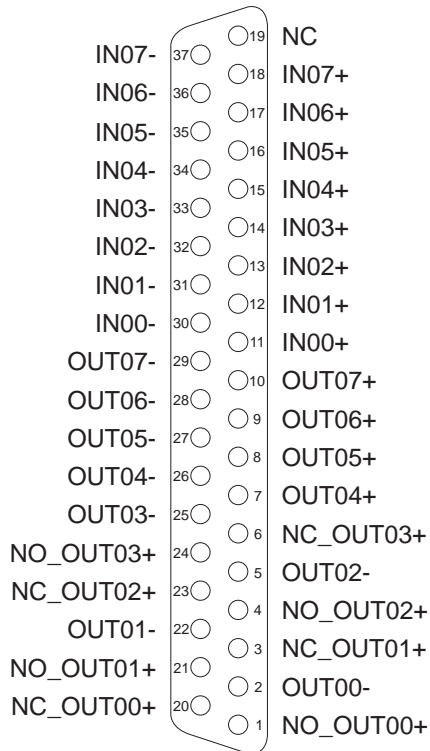 19 NC
IN07- 37
18 IN07+
IN06- 36
17 IN06+
IN05- 35
16 IN05+
IN04- 34
15 IN04+
IN03- 33
14 IN03+
IN02- 32
13 IN02+
IN01- 31
12 IN01+
IN00- 30
11 IN00+
OUT07- 29
10 OUT07+
OUT06- 28
9 OUT06+
OUT05- 27
8 OUT05+
OUT04- 26
7 OUT04+
OUT03- 25
6 NC_OUT03+
NO_OUT03+ 24
5 OUT02-
NC_OUT02+ 23
4 NO_OUT02+
OUT01- 22
3 NC_OUT01+
NO_OUT01+ 21
2 OUT00-
NC_OUT00+ 20
1 NO_OUT00+